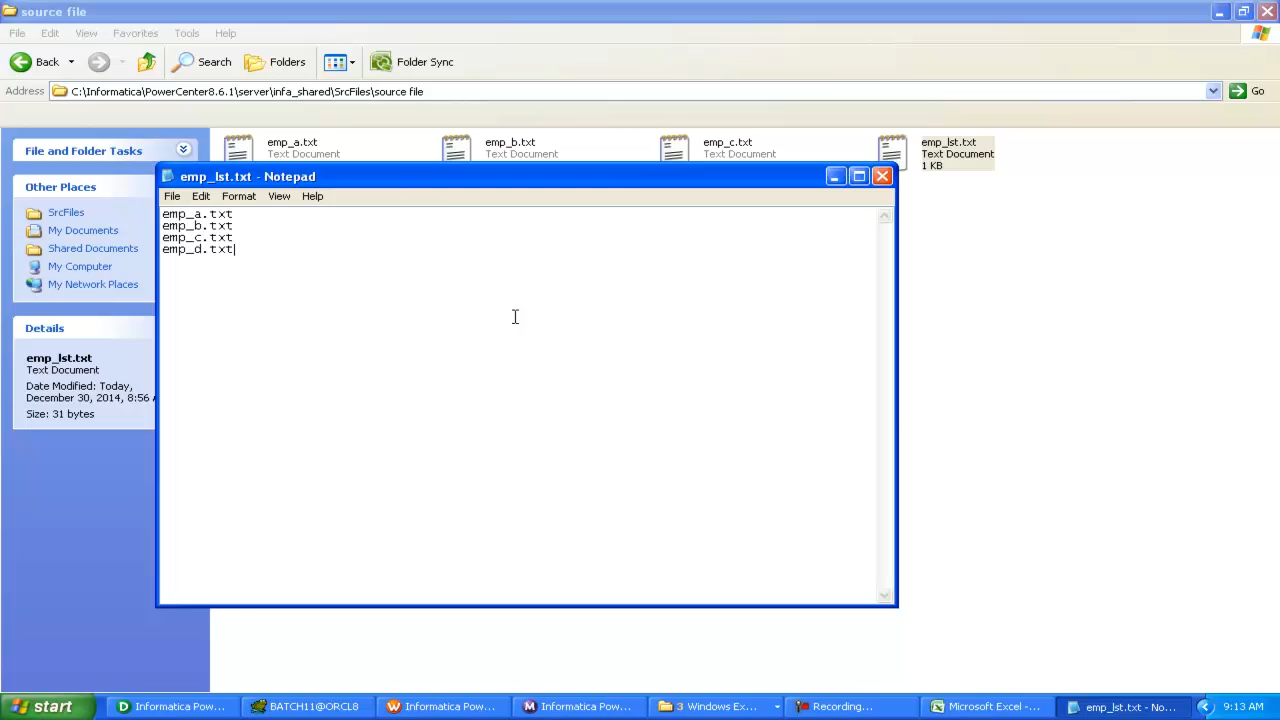 source file
File Edit View Favorites Tools Help
Back Search Folders Folder Sync
Address C:\Informatica\PowerCenter8.6.1\server\infa_shared\SrcFiles\source file Go
File and Folder Tasks
Other Places
SrcFiles
My Documents
Shared Documents
My Computer
My Network Places
Details
emp_lst.txt
Text Document
Date Modified: Today,
December 30, 2014, 8:56
Size: 31 bytes
emp_a.txt
Text Document
emp_b.txt
Text Document
emp_c.txt
Text Document
emp_lst.txt
Text Document
1 KB
emp_lst.txt - Notepad
File Edit Format View Help
emp_a.txt
emp_b.txt
emp_c.txt
emp_d.txt
start Informatica Pow... BATCH11@ORCL8 Informatica Pow... Informatica Pow... 3 Windows Ex... Recording... Microsoft Excel -... emp_lst.txt - No... 9:13 AM